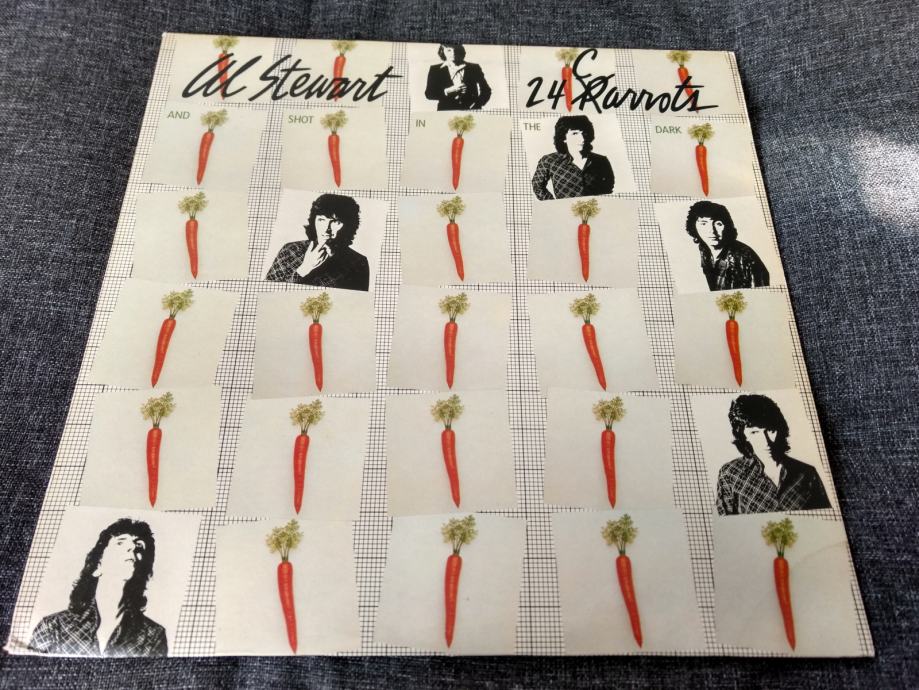 Al Stewart 24 Carrots
AND SHOT IN THE DARK